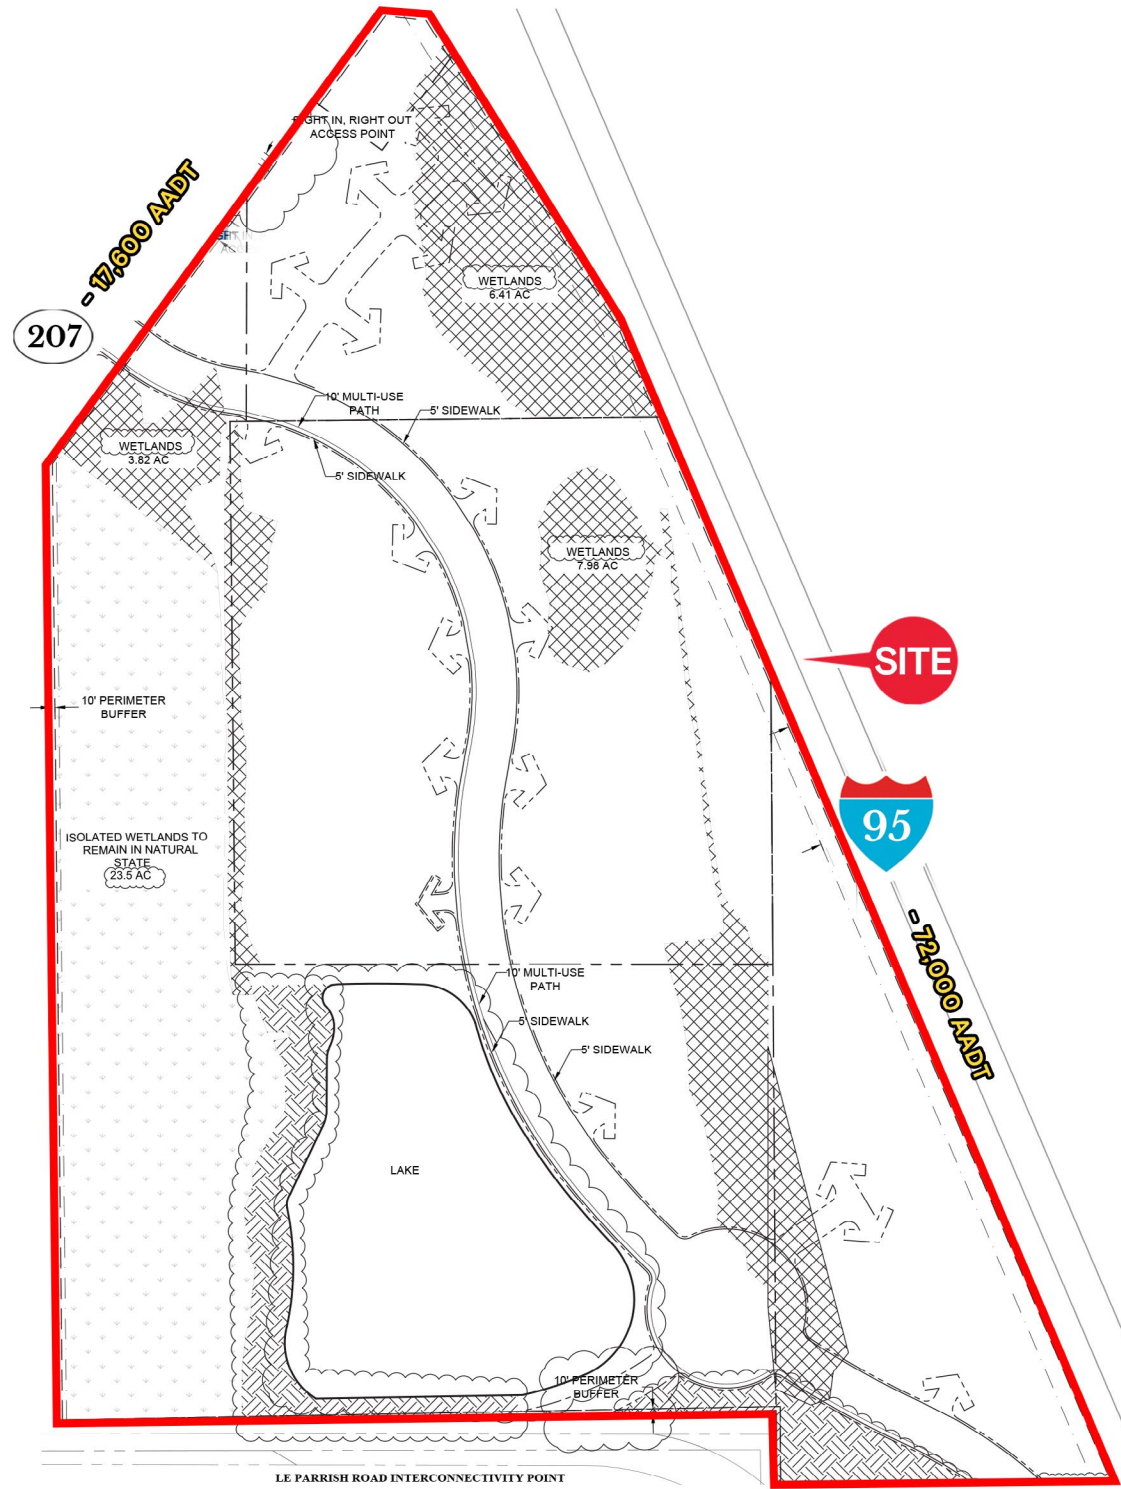 RIGHT IN, RIGHT OUT
ACCESS POINT
~ 17,600 AADT
207
WETLANDS
6.41 AC
10' MULTI-USE
PATH
5' SIDEWALK
WETLANDS
3.82 AC
5' SIDEWALK
WETLANDS
7.98 AC
SITE
10' PERIMETER
BUFFER
95
ISOLATED WETLANDS TO
REMAIN IN NATURAL
STATE
23.5 AC
~ 72,000 AADT
10' MULTI-USE
PATH
5' SIDEWALK
5' SIDEWALK
LAKE
10' PERIMETER
BUFFER
LE PARRISH ROAD INTERCONNECTIVITY POINT